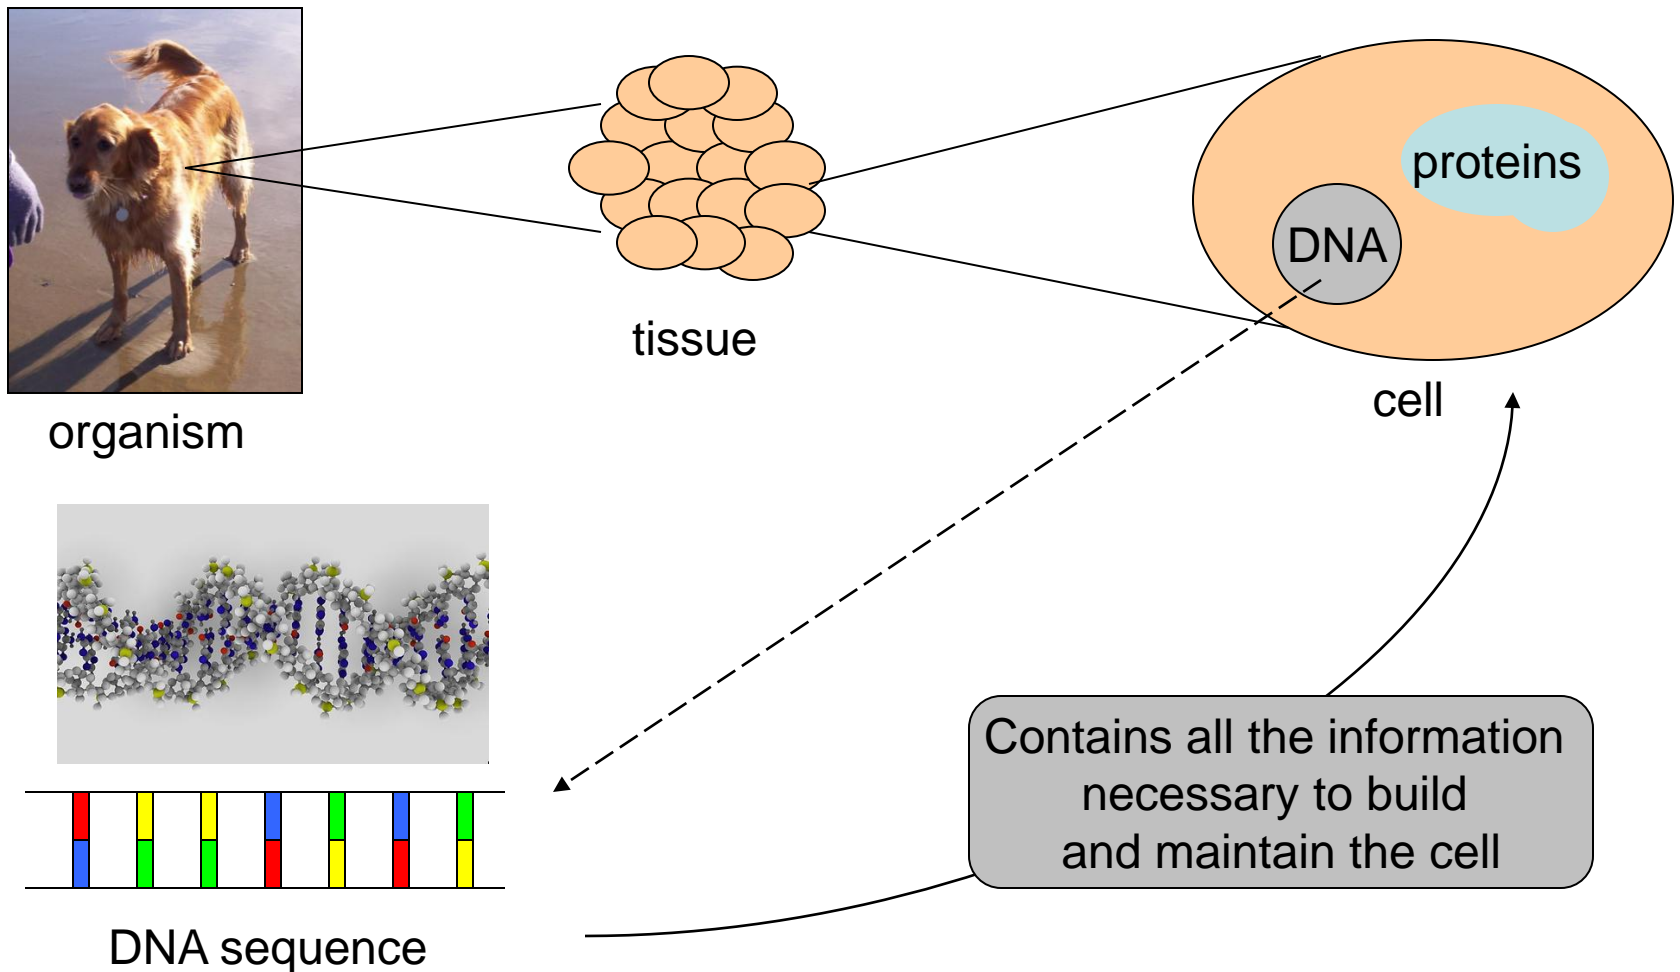 proteins
DNA
tissue
cell
organism
Contains all the information
necessary to build
and maintain the cell
DNA sequence